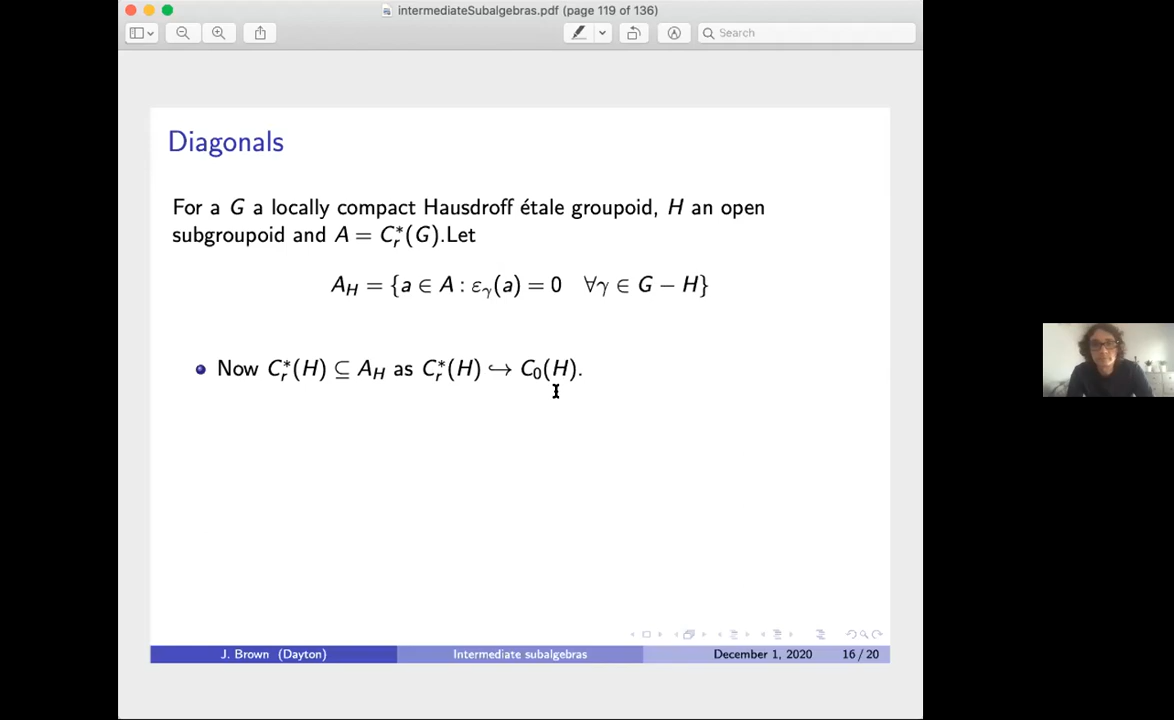 intermediateSubalgebras.pdf (page 119 of 136)
Search
Diagonals
For a G a locally compact Hausdroff étale groupoid, H an open
subgroupoid and A = C*_r(G).Let
A_H = {a ∈ A : ε_γ(a) = 0 ∀γ ∈ G − H}
Now C*_r(H) ⊆ A_H as C*_r(H) ↪ C_0(H).
J. Brown (Dayton) Intermediate subalgebras December 1, 2020 16 / 20